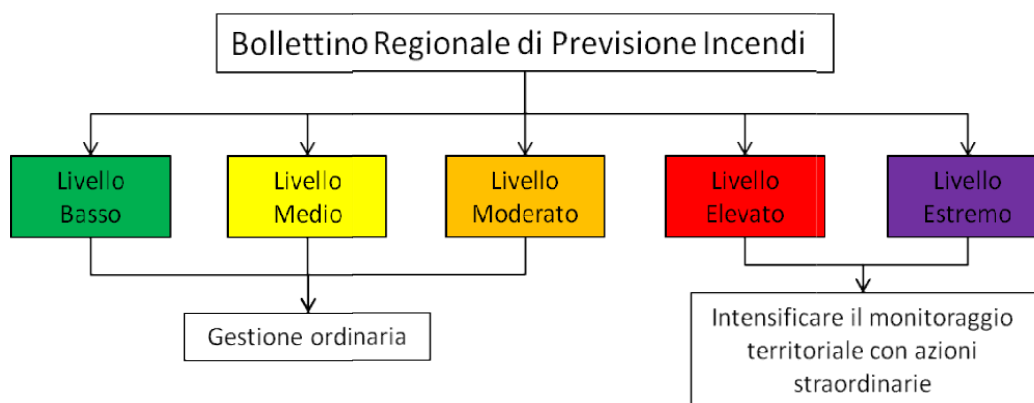 Bollettino Regionale di Previsione Incendi
Livello
Basso
Livello
Medio
Livello
Moderato
Livello
Elevato
Livello
Estremo
Gestione ordinaria
Intensificare il monitoraggio
territoriale con azioni
straordinarie